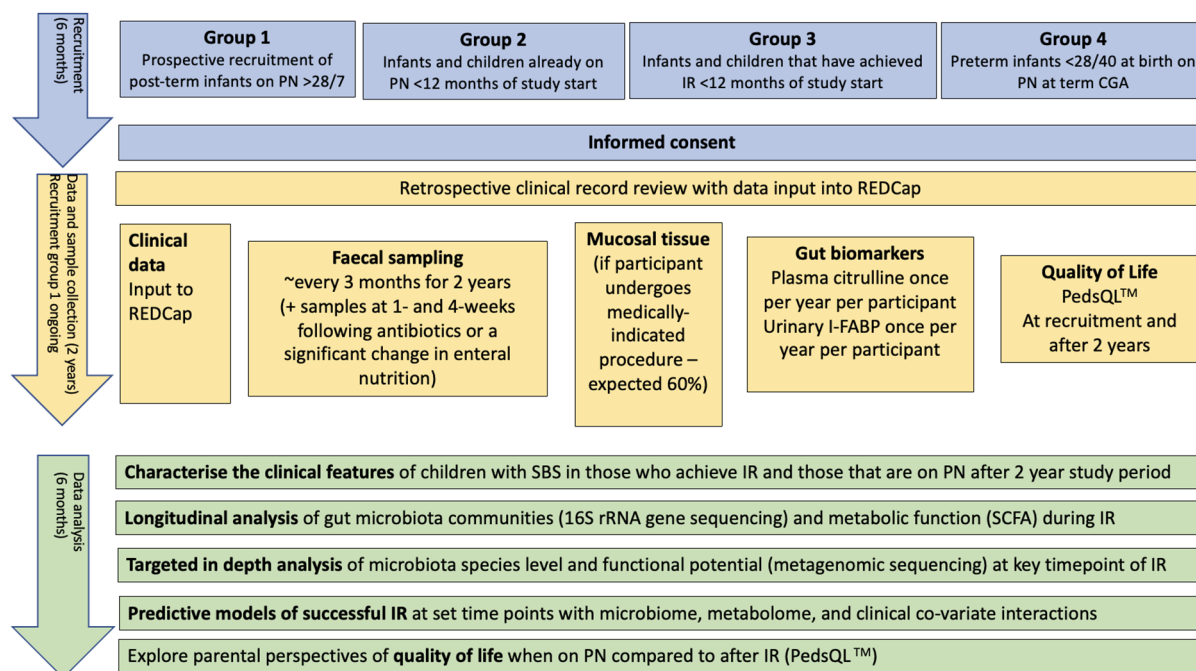 Recruitment
(6 months)
Group 1
Prospective recruitment of
post-term infants on PN >28/7
Group 2
Infants and children already on
PN <12 months of study start
Group 3
Infants and children that have achieved
IR <12 months of study start
Group 4
Preterm infants <28/40 at birth on
PN at term CGA
Informed consent
Data and sample collection (2 years)
Recruitment group 1 ongoing
Retrospective clinical record review with data input into REDCap
Clinical
data
Input to
REDCap
Faecal sampling
~every 3 months for 2 years
(+ samples at 1- and 4-weeks
following antibiotics or a
significant change in enteral
nutrition)
Mucosal tissue
(if participant
undergoes
medically-
indicated
procedure –
expected 60%)
Gut biomarkers
Plasma citrulline once
per year per participant
Urinary I-FABP once per
year per participant
Quality of Life
PedsQL™
At recruitment and
after 2 years
Data analysis
(6 months)
Characterise the clinical features of children with SBS in those who achieve IR and those that are on PN after 2 year study period
Longitudinal analysis of gut microbiota communities (16S rRNA gene sequencing) and metabolic function (SCFA) during IR
Targeted in depth analysis of microbiota species level and functional potential (metagenomic sequencing) at key timepoint of IR
Predictive models of successful IR at set time points with microbiome, metabolome, and clinical co-variate interactions
Explore parental perspectives of quality of life when on PN compared to after IR (PedsQL™)